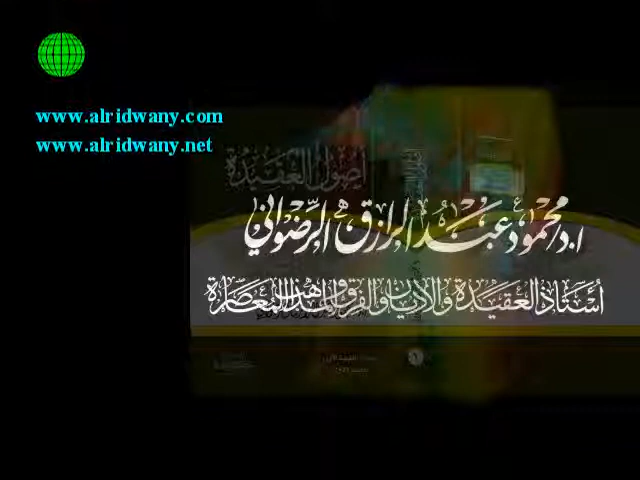 www.alridwany.com
www.alridwany.net
أصول العقيدة
ا.د/محمود عبد الرازق الرضواني
أستاذ العقيدة والأديان والفرق والمذاهب المعاصرة